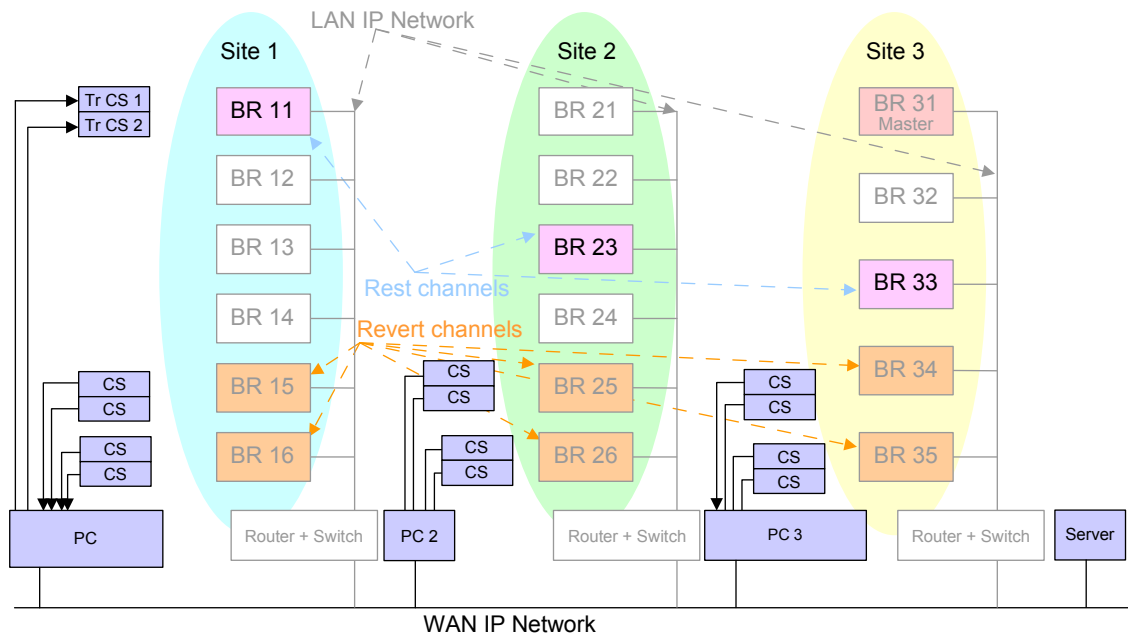 LAN IP Network
Site 1
Site 2
Site 3
Tr CS 1
Tr CS 2
BR 11
BR 12
BR 13
BR 14
BR 15
BR 16
BR 21
BR 22
BR 23
BR 24
BR 25
BR 26
BR 31
Master
BR 32
BR 33
BR 34
BR 35
Rest channels
Revert channels
CS
CS
CS
CS
CS
CS
CS
CS
CS
CS
CS
CS
PC
Router + Switch
PC 2
Router + Switch
PC 3
Router + Switch
Server
WAN IP Network